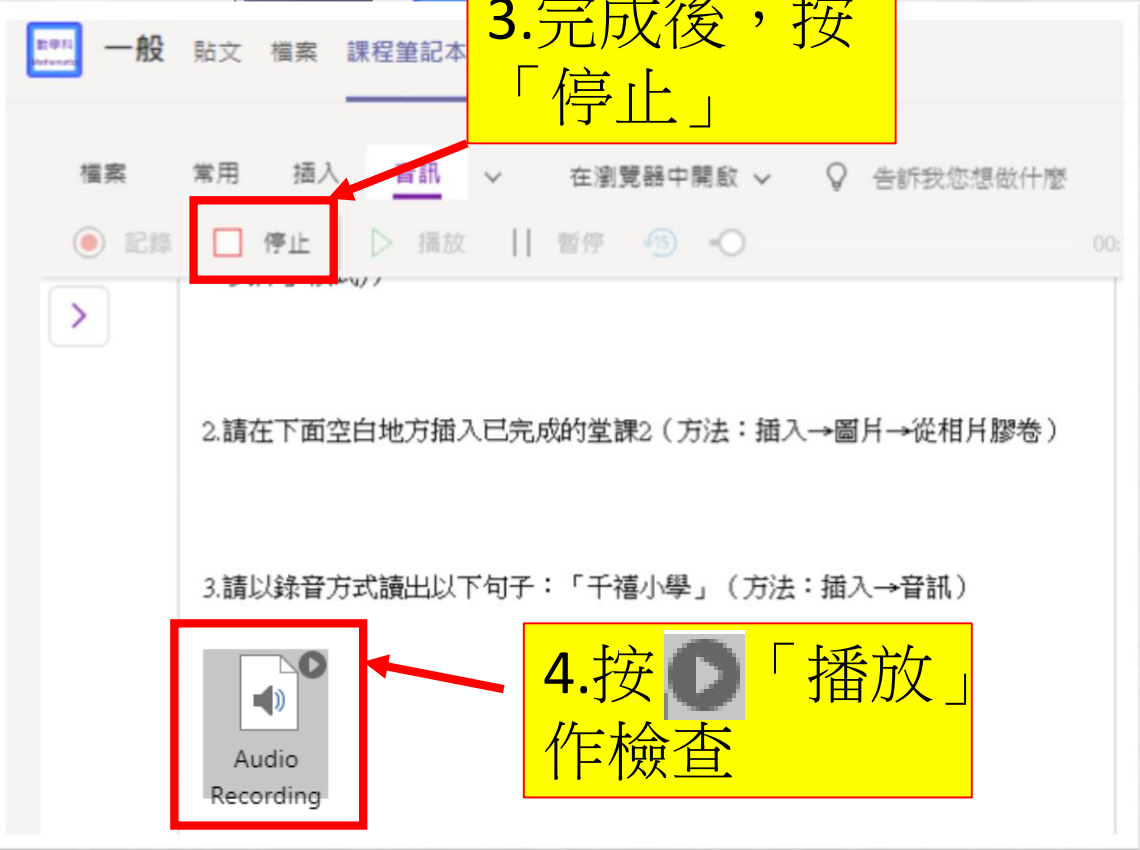 3.完成後，按
「停止」
數學科
一般 貼文 檔案 課程筆記本
檔案 常用 插入 音訊 在瀏覽器中開啟 告訴我您想做什麼
記錄 停止 播放 暫停 15 00:
2.請在下面空白地方插入已完成的堂課2（方法：插入→圖片→從相片膠卷）
3.請以錄音方式讀出以下句子：「千禧小學」（方法：插入→音訊）
4.按「播放」
作檢查
Audio
Recording